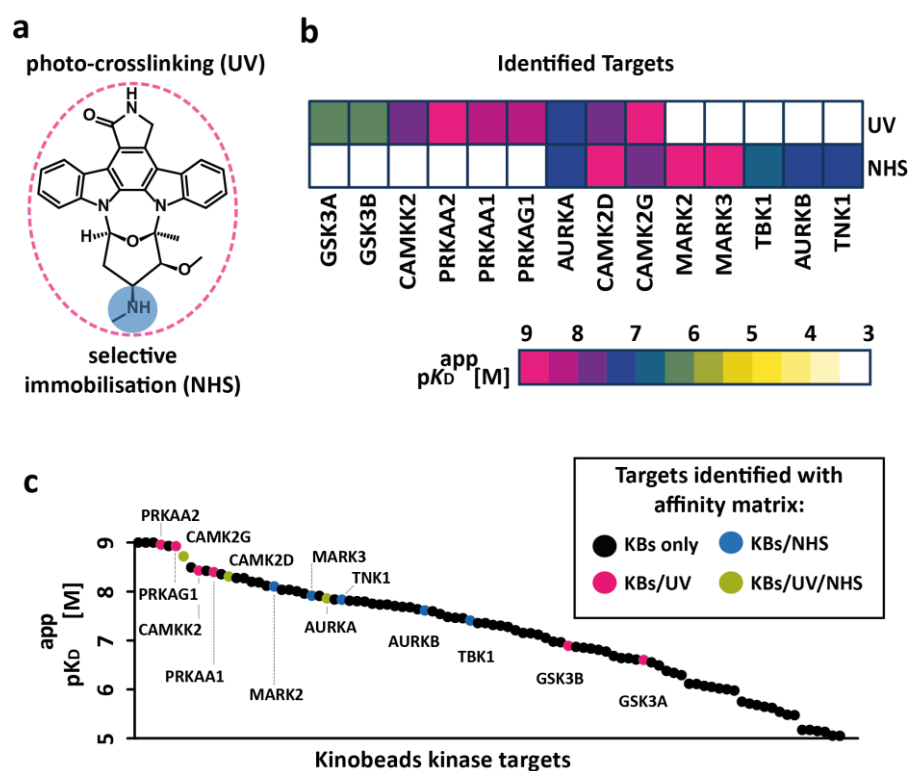 a
photo-crosslinking (UV)
H
N
O
N
N
H
O
O
NH
selective
immobilisation (NHS)
b
Identified Targets
UV
NHS
GSK3A
GSK3B
CAMKK2
PRKAA2
PRKAA1
PRKAG1
AURKA
CAMK2D
CAMK2G
MARK2
MARK3
TBK1
AURKB
TNK1
9 8 7 6 5 4 3
pKD app [M]
c
Targets identified with
affinity matrix:
KBs only KBs/NHS
KBs/UV KBs/UV/NHS
PRKAA2
CAMK2G
CAMK2D
MARK3
TNK1
PRKAG1
CAMKK2
PRKAA1
MARK2
AURKA
AURKB
TBK1
GSK3B
GSK3A
9
8
7
6
5
pKD app [M]
Kinobeads kinase targets